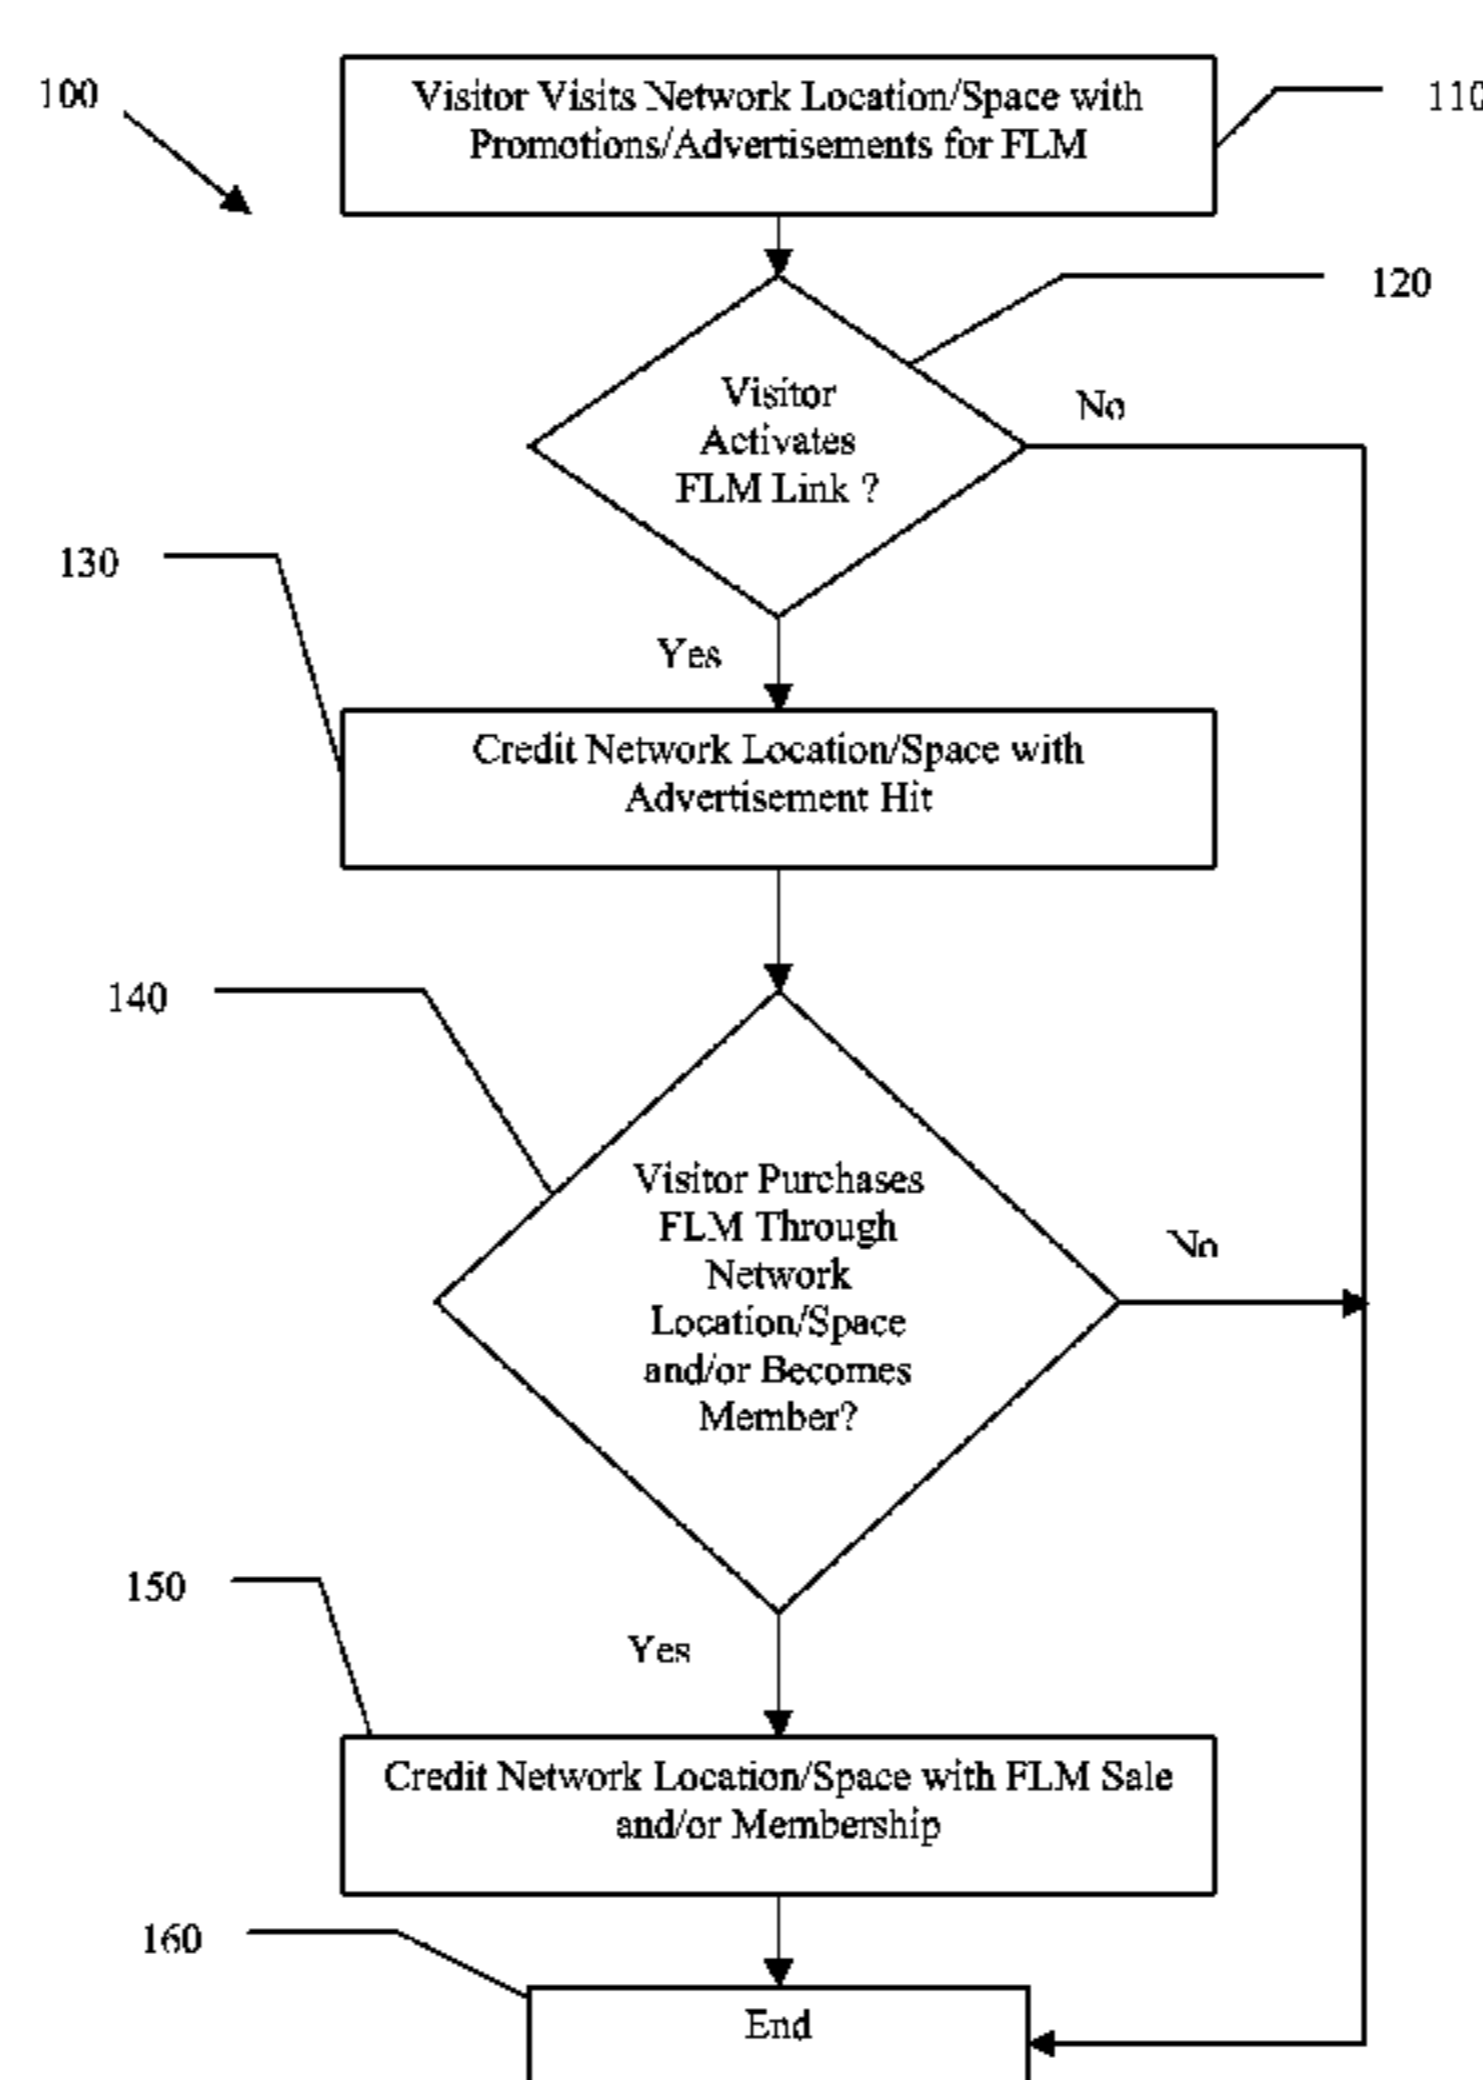 100
Visitor Visits Network Location/Space with
Promotions/Advertisements for FLM
110
120
Visitor
Activates
FLM Link ?
No
130
Yes
Credit Network Location/Space with
Advertisement Hit
140
Visitor Purchases
FLM Through
Network
Location/Space
and/or Becomes
Member?
No
150
Yes
Credit Network Location/Space with FLM Sale
and/or Membership
160
End